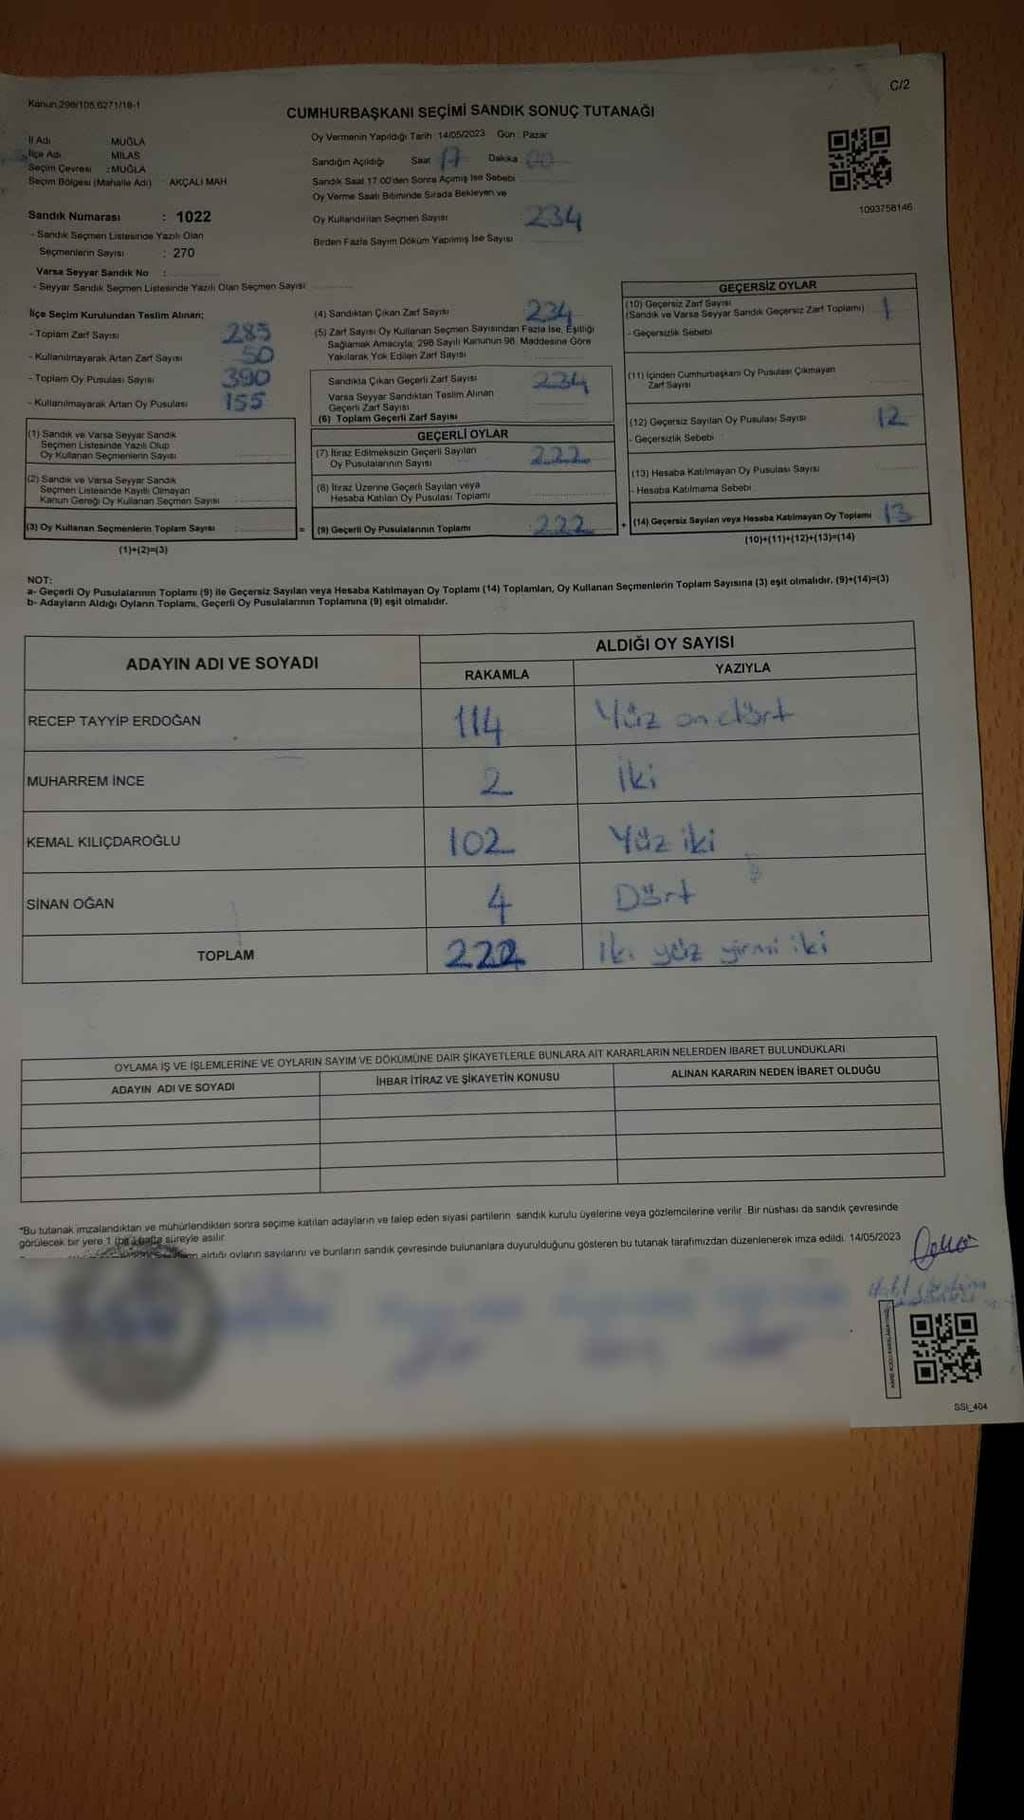 C/2
Kanun 298/105,6271/18-1
CUMHURBAŞKANI SEÇİMİ SANDIK SONUÇ TUTANAĞI
İl Adı : MUĞLA
İlçe Adı : MİLAS
Seçim Çevresi : MUĞLA
Seçim Bölgesi (Mahalle Adı) : AKÇALI MAH
Sandık Numarası : 1022
- Sandık Seçmen Listesinde Yazılı Olan
Seçmenlerin Sayısı : 270
Varsa Seyyar Sandık No :
- Seyyar Sandık Seçmen Listesinde Yazılı Olan Seçmen Sayısı
Oy Vermenin Yapıldığı Tarih : 14/05/2023 Gün : Pazar
Sandığın Açıldığı Saat 17 Dakika 00
Sandık Saat 17.00'den Sonra Açılmış İse Sebebi
Oy Verme Saati Bitiminde Sırada Bekleyen ve
Oy Kullandırılan Seçmen Sayısı 234
Birden Fazla Sayım Döküm Yapılmış İse Sayısı
1093758146
İlçe Seçim Kurulundan Teslim Alınan;
- Toplam Zarf Sayısı 285
- Kullanılmayarak Artan Zarf Sayısı 50
- Toplam Oy Pusulası Sayısı 390
- Kullanılmayarak Artan Oy Pusulası 155
(1) Sandık ve Varsa Seyyar Sandık
Seçmen Listesinde Yazılı Olup
Oy Kullanan Seçmenlerin Sayısı
(2) Sandık ve Varsa Seyyar Sandık
Seçmen Listesinde Kayıtlı Olmayan
Kanun Gereği Oy Kullanan Seçmen Sayısı
(3) Oy Kullanan Seçmenlerin Toplam Sayısı
=
(1)+(2)=(3)
(4) Sandıktan Çıkan Zarf Sayısı 234
(5) Zarf Sayısı Oy Kullanan Seçmen Sayısından Fazla İse, Eşitliği
Sağlamak Amacıyla, 298 Sayılı Kanunun 98. Maddesine Göre
Yakılarak Yok Edilen Zarf Sayısı
Sandıkta Çıkan Geçerli Zarf Sayısı 234
Varsa Seyyar Sandıktan Teslim Alınan
Geçerli Zarf Sayısı
(6) Toplam Geçerli Zarf Sayısı
GEÇERLİ OYLAR
(7) İtiraz Edilmeksizin Geçerli Sayılan
Oy Pusulalarının Sayısı 222
(8) İtiraz Üzerine Geçerli Sayılan veya
Hesaba Katılan Oy Pusulası Toplamı
(9) Geçerli Oy Pusulalarının Toplamı 222
+
GEÇERSİZ OYLAR
(10) Geçersiz Zarf Sayısı
(Sandık ve Varsa Seyyar Sandık Geçersiz Zarf Toplamı) 1
- Geçersizlik Sebebi
(11) İçinden Cumhurbaşkanı Oy Pusulası Çıkmayan
Zarf Sayısı
(12) Geçersiz Sayılan Oy Pusulası Sayısı 12
- Geçersizlik Sebebi
(13) Hesaba Katılmayan Oy Pusulası Sayısı
- Hesaba Katılmama Sebebi
(14) Geçersiz Sayılan veya Hesaba Katılmayan Oy Toplamı 13
(10)+(11)+(12)+(13)=(14)
NOT:
a- Geçerli Oy Pusulalarının Toplamı (9) ile Geçersiz Sayılan veya Hesaba Katılmayan Oy Toplamı (14) Toplamları, Oy Kullanan Seçmenlerin Toplam Sayısına (3) eşit olmalıdır. (9)+(14)=(3)
b- Adayların Aldığı Oyların Toplamı, Geçerli Oy Pusulalarının Toplamına (9) eşit olmalıdır.
ADAYIN ADI VE SOYADI
ALDIĞI OY SAYISI
RAKAMLA YAZIYLA
RECEP TAYYİP ERDOĞAN 114 Yüz on dört
MUHARREM İNCE 2 İki
KEMAL KILIÇDAROĞLU 102 Yüz iki
SİNAN OĞAN 4 Dört
TOPLAM 222 İki yüz yirmi iki
OYLAMA İŞ VE İŞLEMLERİNE VE OYLARIN SAYIM VE DÖKÜMÜNE DAİR ŞİKAYETLERLE BUNLARA AİT KARARLARIN NELERDEN İBARET BULUNDUKLARI
ADAYIN ADI VE SOYADI İHBAR İTİRAZ VE ŞİKAYETİN KONUSU ALINAN KARARIN NEDEN İBARET OLDUĞU
*Bu tutanak imzalandıktan ve mühürlendikten sonra seçime katılan adayların ve talep eden siyasi partilerin sandık kurulu üyelerine veya gözlemcilerine verilir. Bir nüshası da sandık çevresinde
görülecek bir yere 1 (bir) hafta süreyle asılır.
aldığı oyların sayılarını ve bunların sandık çevresinde bulunanlara duyurulduğunu gösteren bu tutanak tarafımızdan düzenlenerek imza edildi. 14/05/2023
SSİ_404